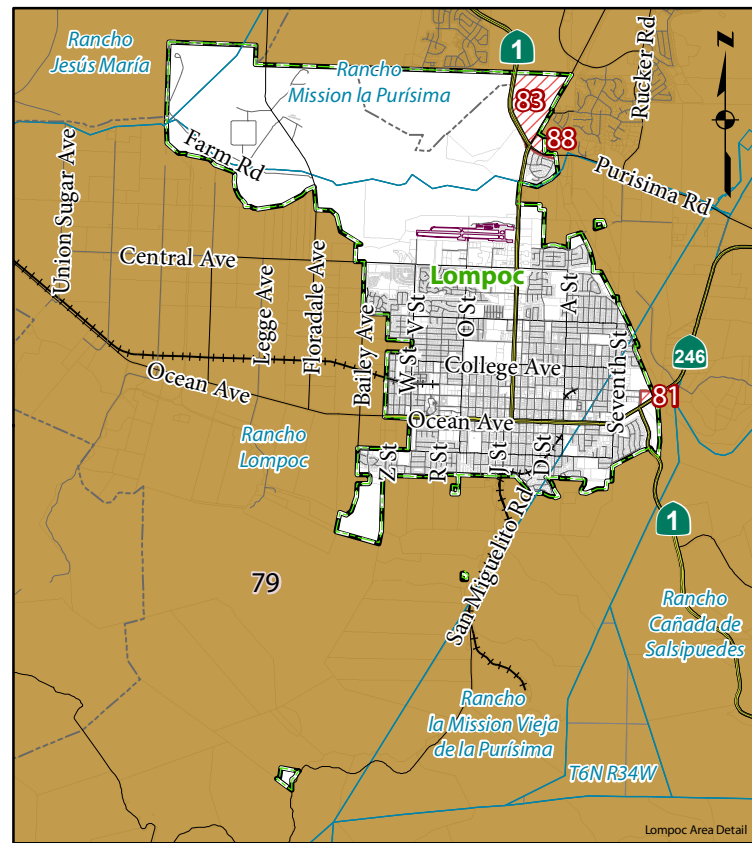 Rancho
Jesús María
Rancho
Mission la Purísima
1
Rucker Rd
83
88
Farm Rd
Purisima Rd
Union Sugar Ave
Central Ave
Lompoc
Legge Ave
Floradale Ave
Bailey Ave
V St
O St
A St
W St
College Ave
Seventh St
246
81
Ocean Ave
Ocean Ave
Rancho
Lompoc
Z St
R St
J St
D St
San Miguelito Rd
1
79
Rancho
Cañada de
Salsipuedes
Rancho
la Mission Vieja
de la Purísima
T6N R34W
Lompoc Area Detail